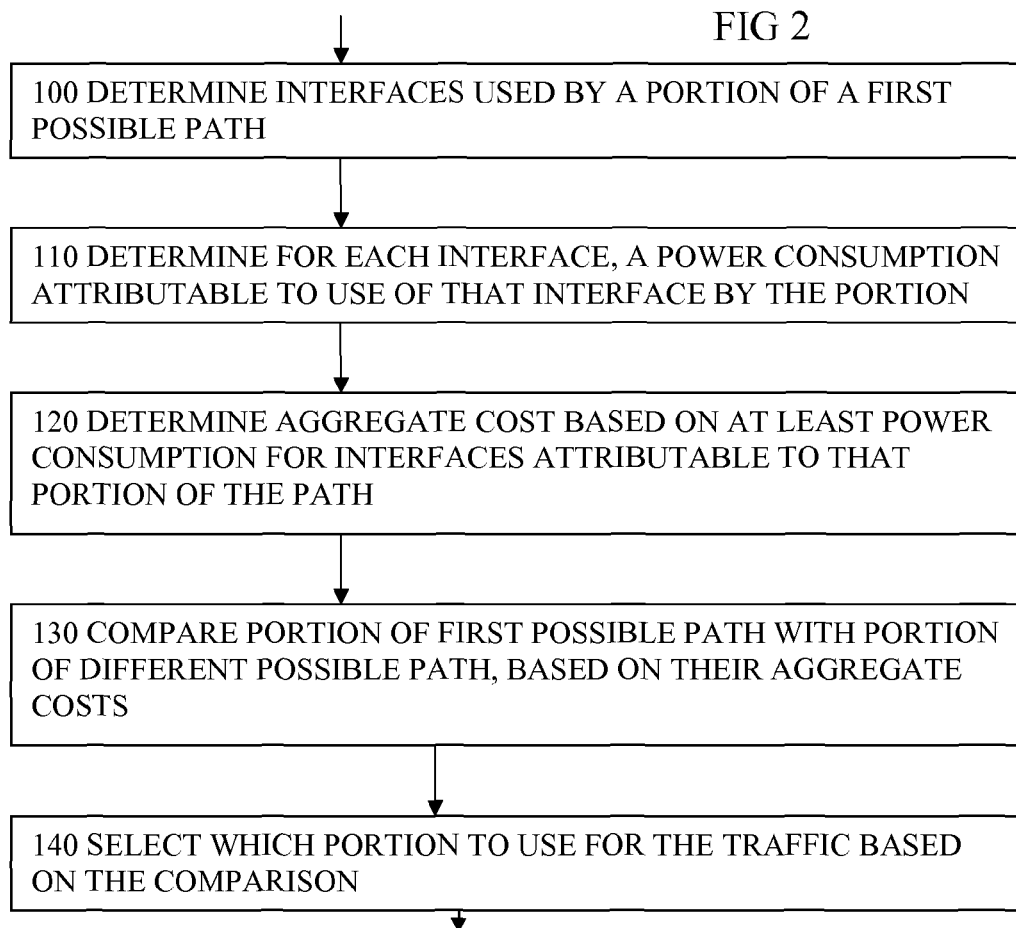 FIG 2
100 DETERMINE INTERFACES USED BY A PORTION OF A FIRST
POSSIBLE PATH
110 DETERMINE FOR EACH INTERFACE, A POWER CONSUMPTION
ATTRIBUTABLE TO USE OF THAT INTERFACE BY THE PORTION
120 DETERMINE AGGREGATE COST BASED ON AT LEAST POWER
CONSUMPTION FOR INTERFACES ATTRIBUTABLE TO THAT
PORTION OF THE PATH
130 COMPARE PORTION OF FIRST POSSIBLE PATH WITH PORTION
OF DIFFERENT POSSIBLE PATH, BASED ON THEIR AGGREGATE
COSTS
140 SELECT WHICH PORTION TO USE FOR THE TRAFFIC BASED
ON THE COMPARISON